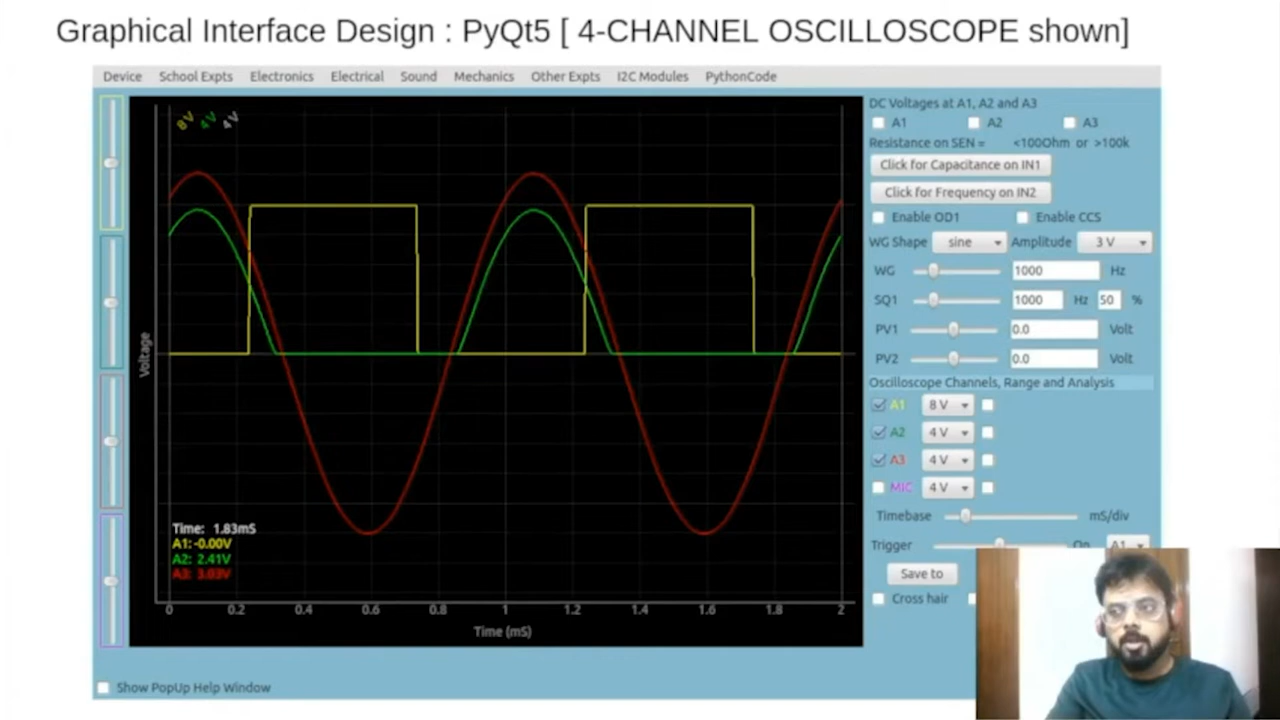 Graphical Interface Design : PyQt5 [ 4-CHANNEL OSCILLOSCOPE shown]
Device School Expts Electronics Electrical Sound Mechanics Other Expts I2C Modules PythonCode
8 V 4 V 4 V
Voltage
Time: 1.83mS
A1:-0.00V
A2: 2.41V
A3: 3.03V
0 0.2 0.4 0.6 0.8 1 1.2 1.4 1.6 1.8 2
Time (mS)
Show PopUp Help Window
DC Voltages at A1, A2 and A3
A1 A2 A3
Resistance on SEN = <100Ohm or >100k
Click for Capacitance on IN1
Click for Frequency on IN2
Enable OD1 Enable CCS
WG Shape sine Amplitude 3 V
WG 1000 Hz
SQ1 1000 Hz 50 %
PV1 0.0 Volt
PV2 0.0 Volt
Oscilloscope Channels, Range and Analysis
A1 8 V
A2 4 V
A3 4 V
MIC 4 V
Timebase mS/div
Trigger On A1
Save to
Cross hair